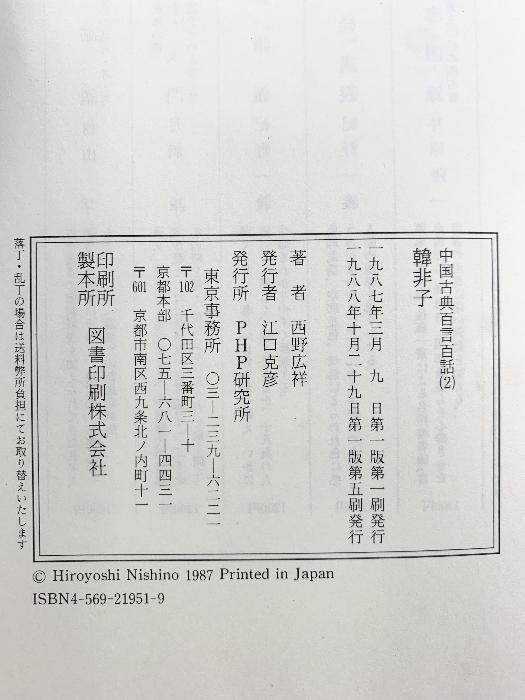 中国古典百言百話(2)
韓非子
一九八七年三月 九 日第一版第一刷発行
一九八八年十月二十九日第一版第五刷発行
著 者 西野広祥
発行者 江口克彦
発行所 PHP研究所
東京事務所 〇三―二三九―六二二一
〒102 千代田区三番町三―十
京都本部 〇七五―六八一―四四三一
〒601 京都市南区西九条北ノ内町十一
印刷所
製本所 図書印刷株式会社
落丁・乱丁の場合は送料弊所負担にてお取り替えいたします
© Hiroyoshi Nishino 1987 Printed in Japan
ISBN4-569-21951-9